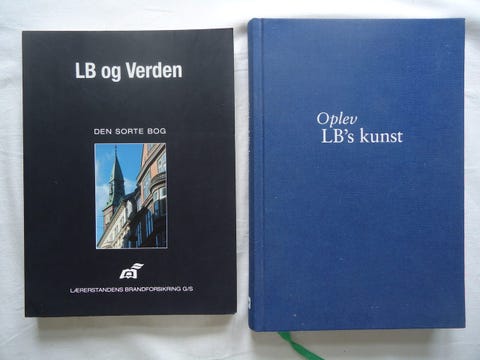 LB og Verden
DEN SORTE BOG
LÆRERSTANDENS BRANDFORSIKRING G/S
Oplev
LB's kunst